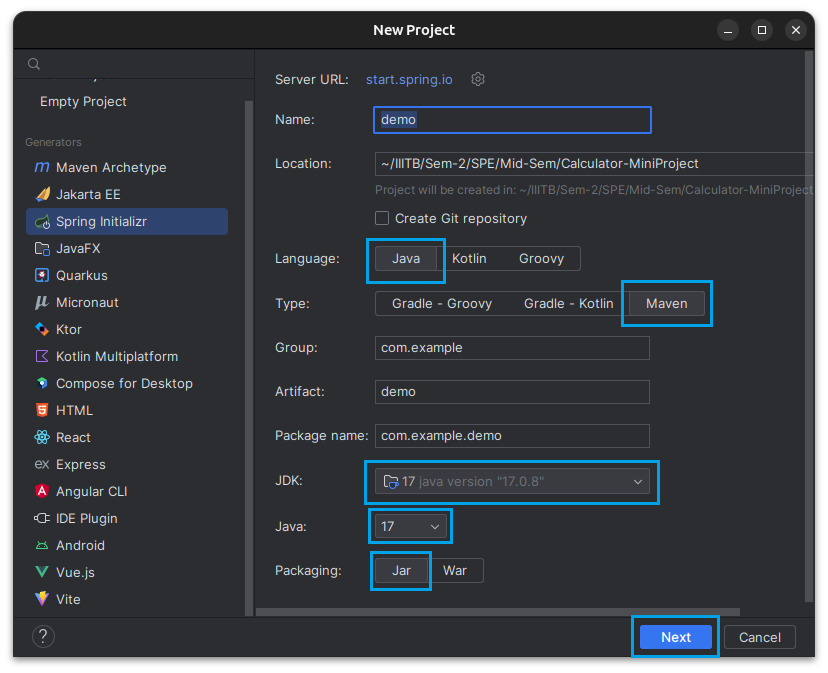 New Project
Empty Project
Generators
Maven Archetype
Jakarta EE
Spring Initializr
JavaFX
Quarkus
Micronaut
Ktor
Kotlin Multiplatform
Compose for Desktop
HTML
React
Express
Angular CLI
IDE Plugin
Android
Vue.js
Vite
Server URL: start.spring.io
Name: demo
Location: ~/IIITB/Sem-2/SPE/Mid-Sem/Calculator-MiniProject
Project will be created in: ~/IIITB/Sem-2/SPE/Mid-Sem/Calculator-MiniProject
Create Git repository
Language: Java Kotlin Groovy
Type: Gradle - Groovy Gradle - Kotlin Maven
Group: com.example
Artifact: demo
Package name: com.example.demo
JDK: 17 java version "17.0.8"
Java: 17
Packaging: Jar War
? Next Cancel